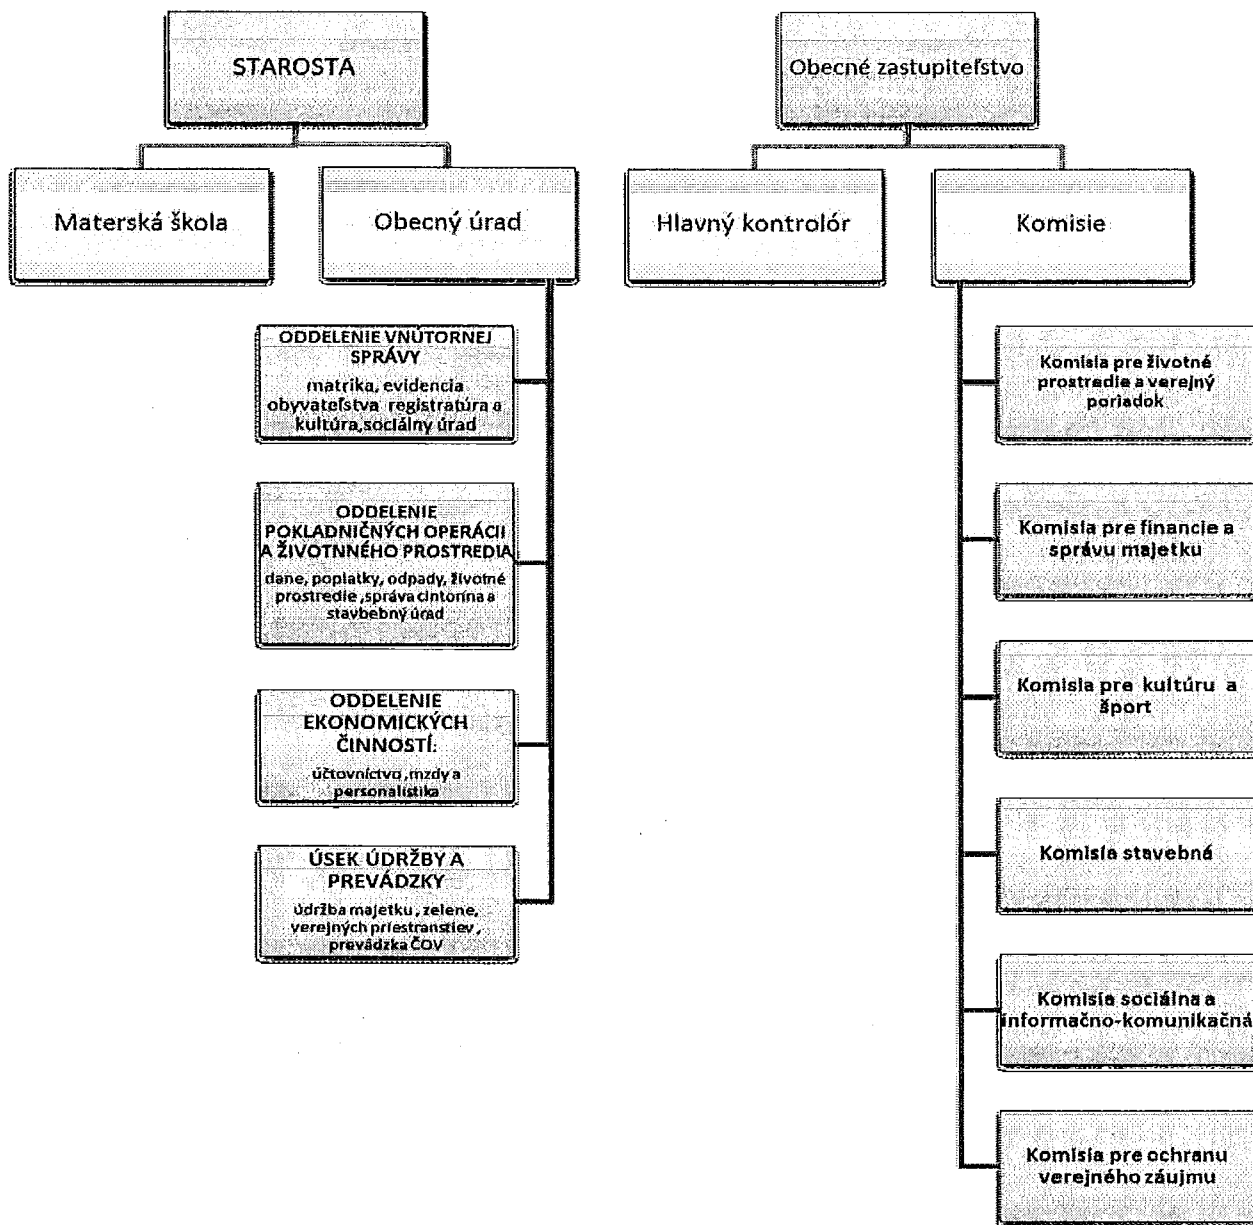 STAROSTA
Materská škola
Obecný úrad
ODDELENIE VNÚTORNEJ
SPRÁVY
matrika, evidencia
obyvateľstva registratúra a
kultúra,sociálny úrad
ODDELENIE
POKLADNIČNÝCH OPERÁCII
A ŽIVOTNNÉHO PROSTREDIA
dane, poplatky, odpady, životné
prostredie ,správa cintorína a
stavbebný úrad
ODDELENIE
EKONOMICKÝCH
ČINNOSTÍ:
účtovníctvo ,mzdy a
personalistika
ÚSEK ÚDRŽBY A
PREVÁDZKY
údržba majetku , zelene,
verejných priestranstiev ,
prevádzka ČOV
Obecné zastupiteľstvo
Hlavný kontrolór
Komisie
Komisia pre životné
prostredie a verejný
poriadok
Komisia pre financie a
správu majetku
Komisia pre kultúru a
šport
Komisia stavebná
Komisia sociálna a
informačno-komunikačná
Komisia pre ochranu
verejného záujmu